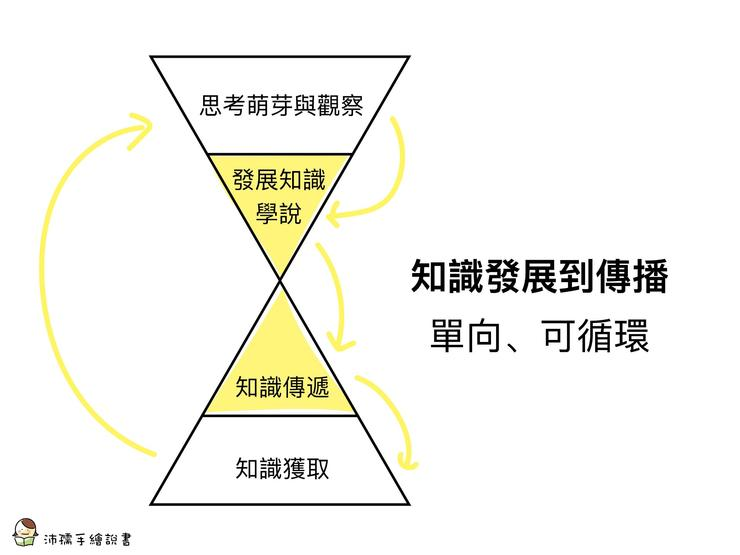 思考萌芽與觀察
發展知識
學說
知識發展到傳播
單向、可循環
知識傳遞
知識獲取
沛孺手繪說書